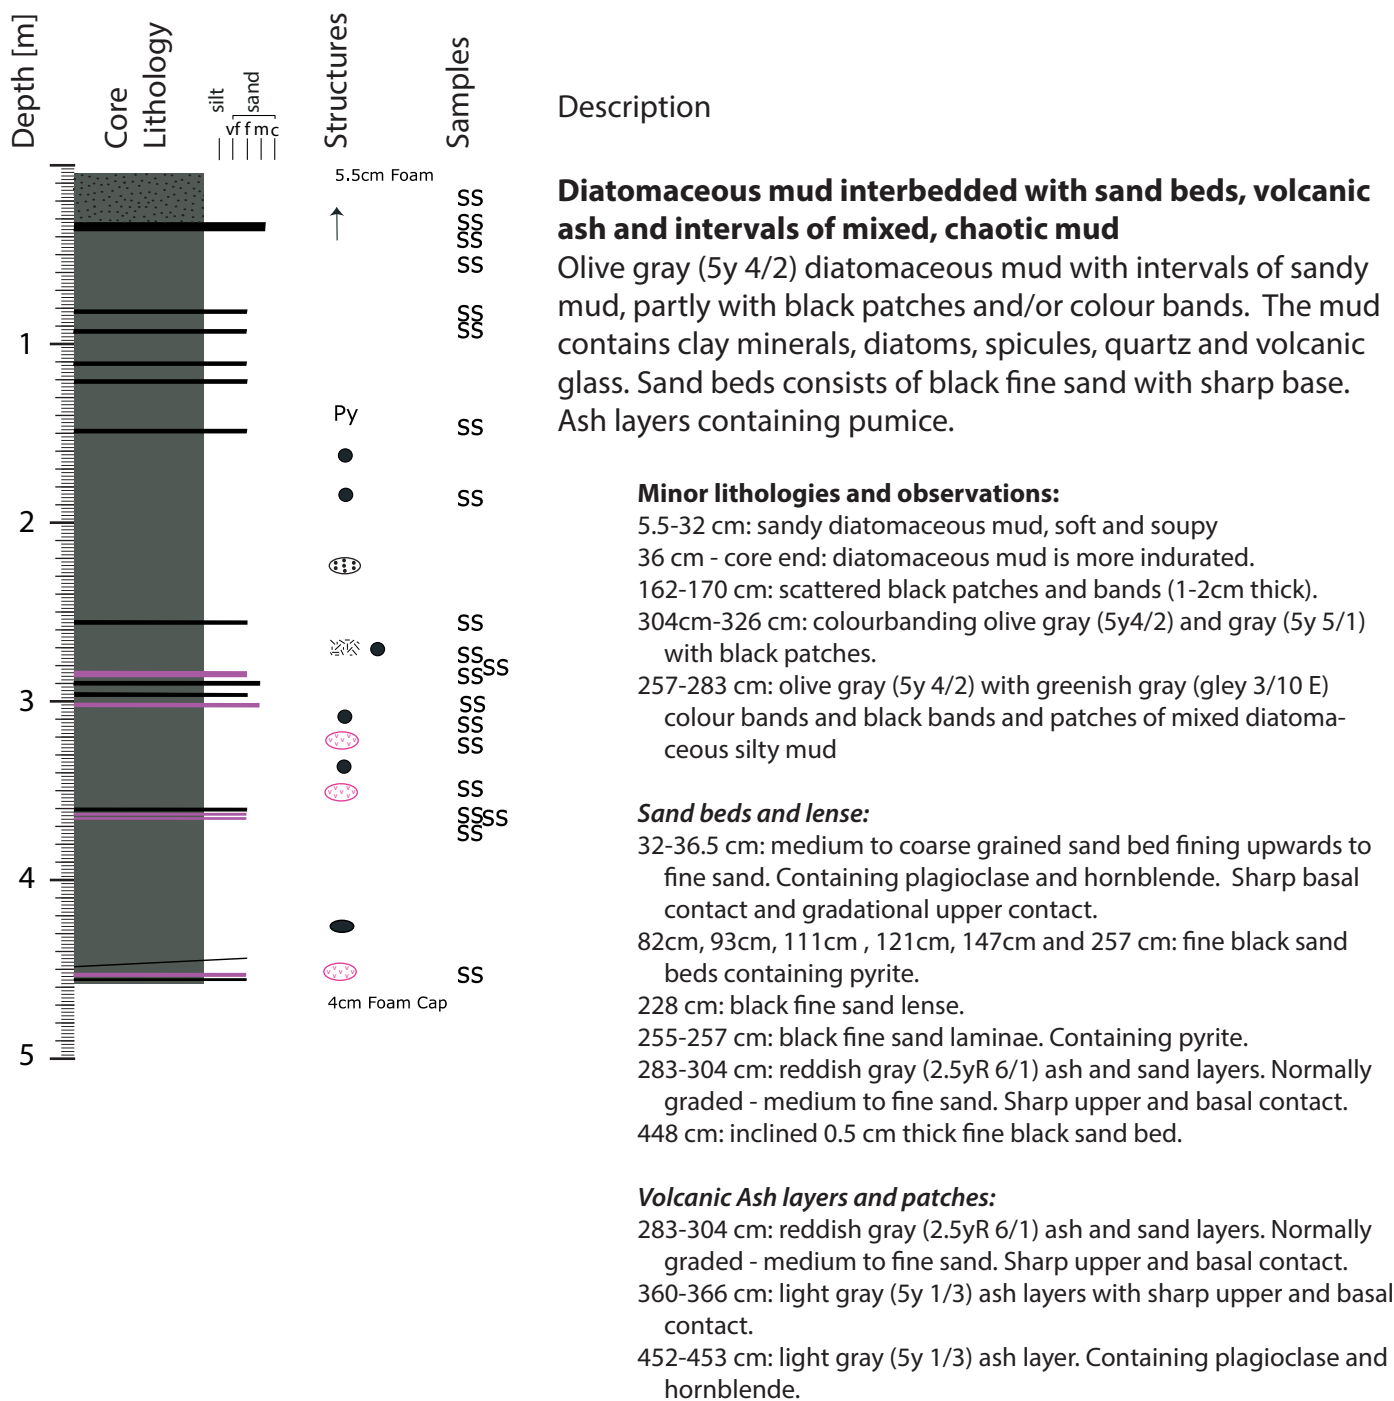 Depth [m]
Core
Lithology
silt
sand
vf f m c
Structures
Samples
Description
5.5cm Foam
SS
SS
SS
SS
SS
SS
1
Py
SS
SS
2
SS
SS
SS
SS
3
SS
SS
SS
SS
SS
SS
SS
4
SS
4cm Foam Cap
5
Diatomaceous mud interbedded with sand beds, volcanic
ash and intervals of mixed, chaotic mud
Olive gray (5y 4/2) diatomaceous mud with intervals of sandy
mud, partly with black patches and/or colour bands. The mud
contains clay minerals, diatoms, spicules, quartz and volcanic
glass. Sand beds consists of black fine sand with sharp base.
Ash layers containing pumice.
Minor lithologies and observations:
5.5-32 cm: sandy diatomaceous mud, soft and soupy
36 cm - core end: diatomaceous mud is more indurated.
162-170 cm: scattered black patches and bands (1-2cm thick).
304cm-326 cm: colourbanding olive gray (5y4/2) and gray (5y 5/1)
with black patches.
257-283 cm: olive gray (5y 4/2) with greenish gray (gley 3/10 E)
colour bands and black bands and patches of mixed diatoma-
ceous silty mud
Sand beds and lense:
32-36.5 cm: medium to coarse grained sand bed fining upwards to
fine sand. Containing plagioclase and hornblende. Sharp basal
contact and gradational upper contact.
82cm, 93cm, 111cm , 121cm, 147cm and 257 cm: fine black sand
beds containing pyrite.
228 cm: black fine sand lense.
255-257 cm: black fine sand laminae. Containing pyrite.
283-304 cm: reddish gray (2.5yR 6/1) ash and sand layers. Normally
graded - medium to fine sand. Sharp upper and basal contact.
448 cm: inclined 0.5 cm thick fine black sand bed.
Volcanic Ash layers and patches:
283-304 cm: reddish gray (2.5yR 6/1) ash and sand layers. Normally
graded - medium to fine sand. Sharp upper and basal contact.
360-366 cm: light gray (5y 1/3) ash layers with sharp upper and basal
contact.
452-453 cm: light gray (5y 1/3) ash layer. Containing plagioclase and
hornblende.